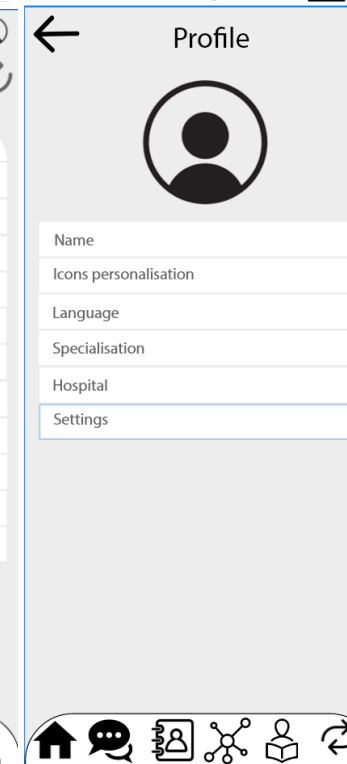 Profile
Name
Icons personalisation
Language
Specialisation
Hospital
Settings